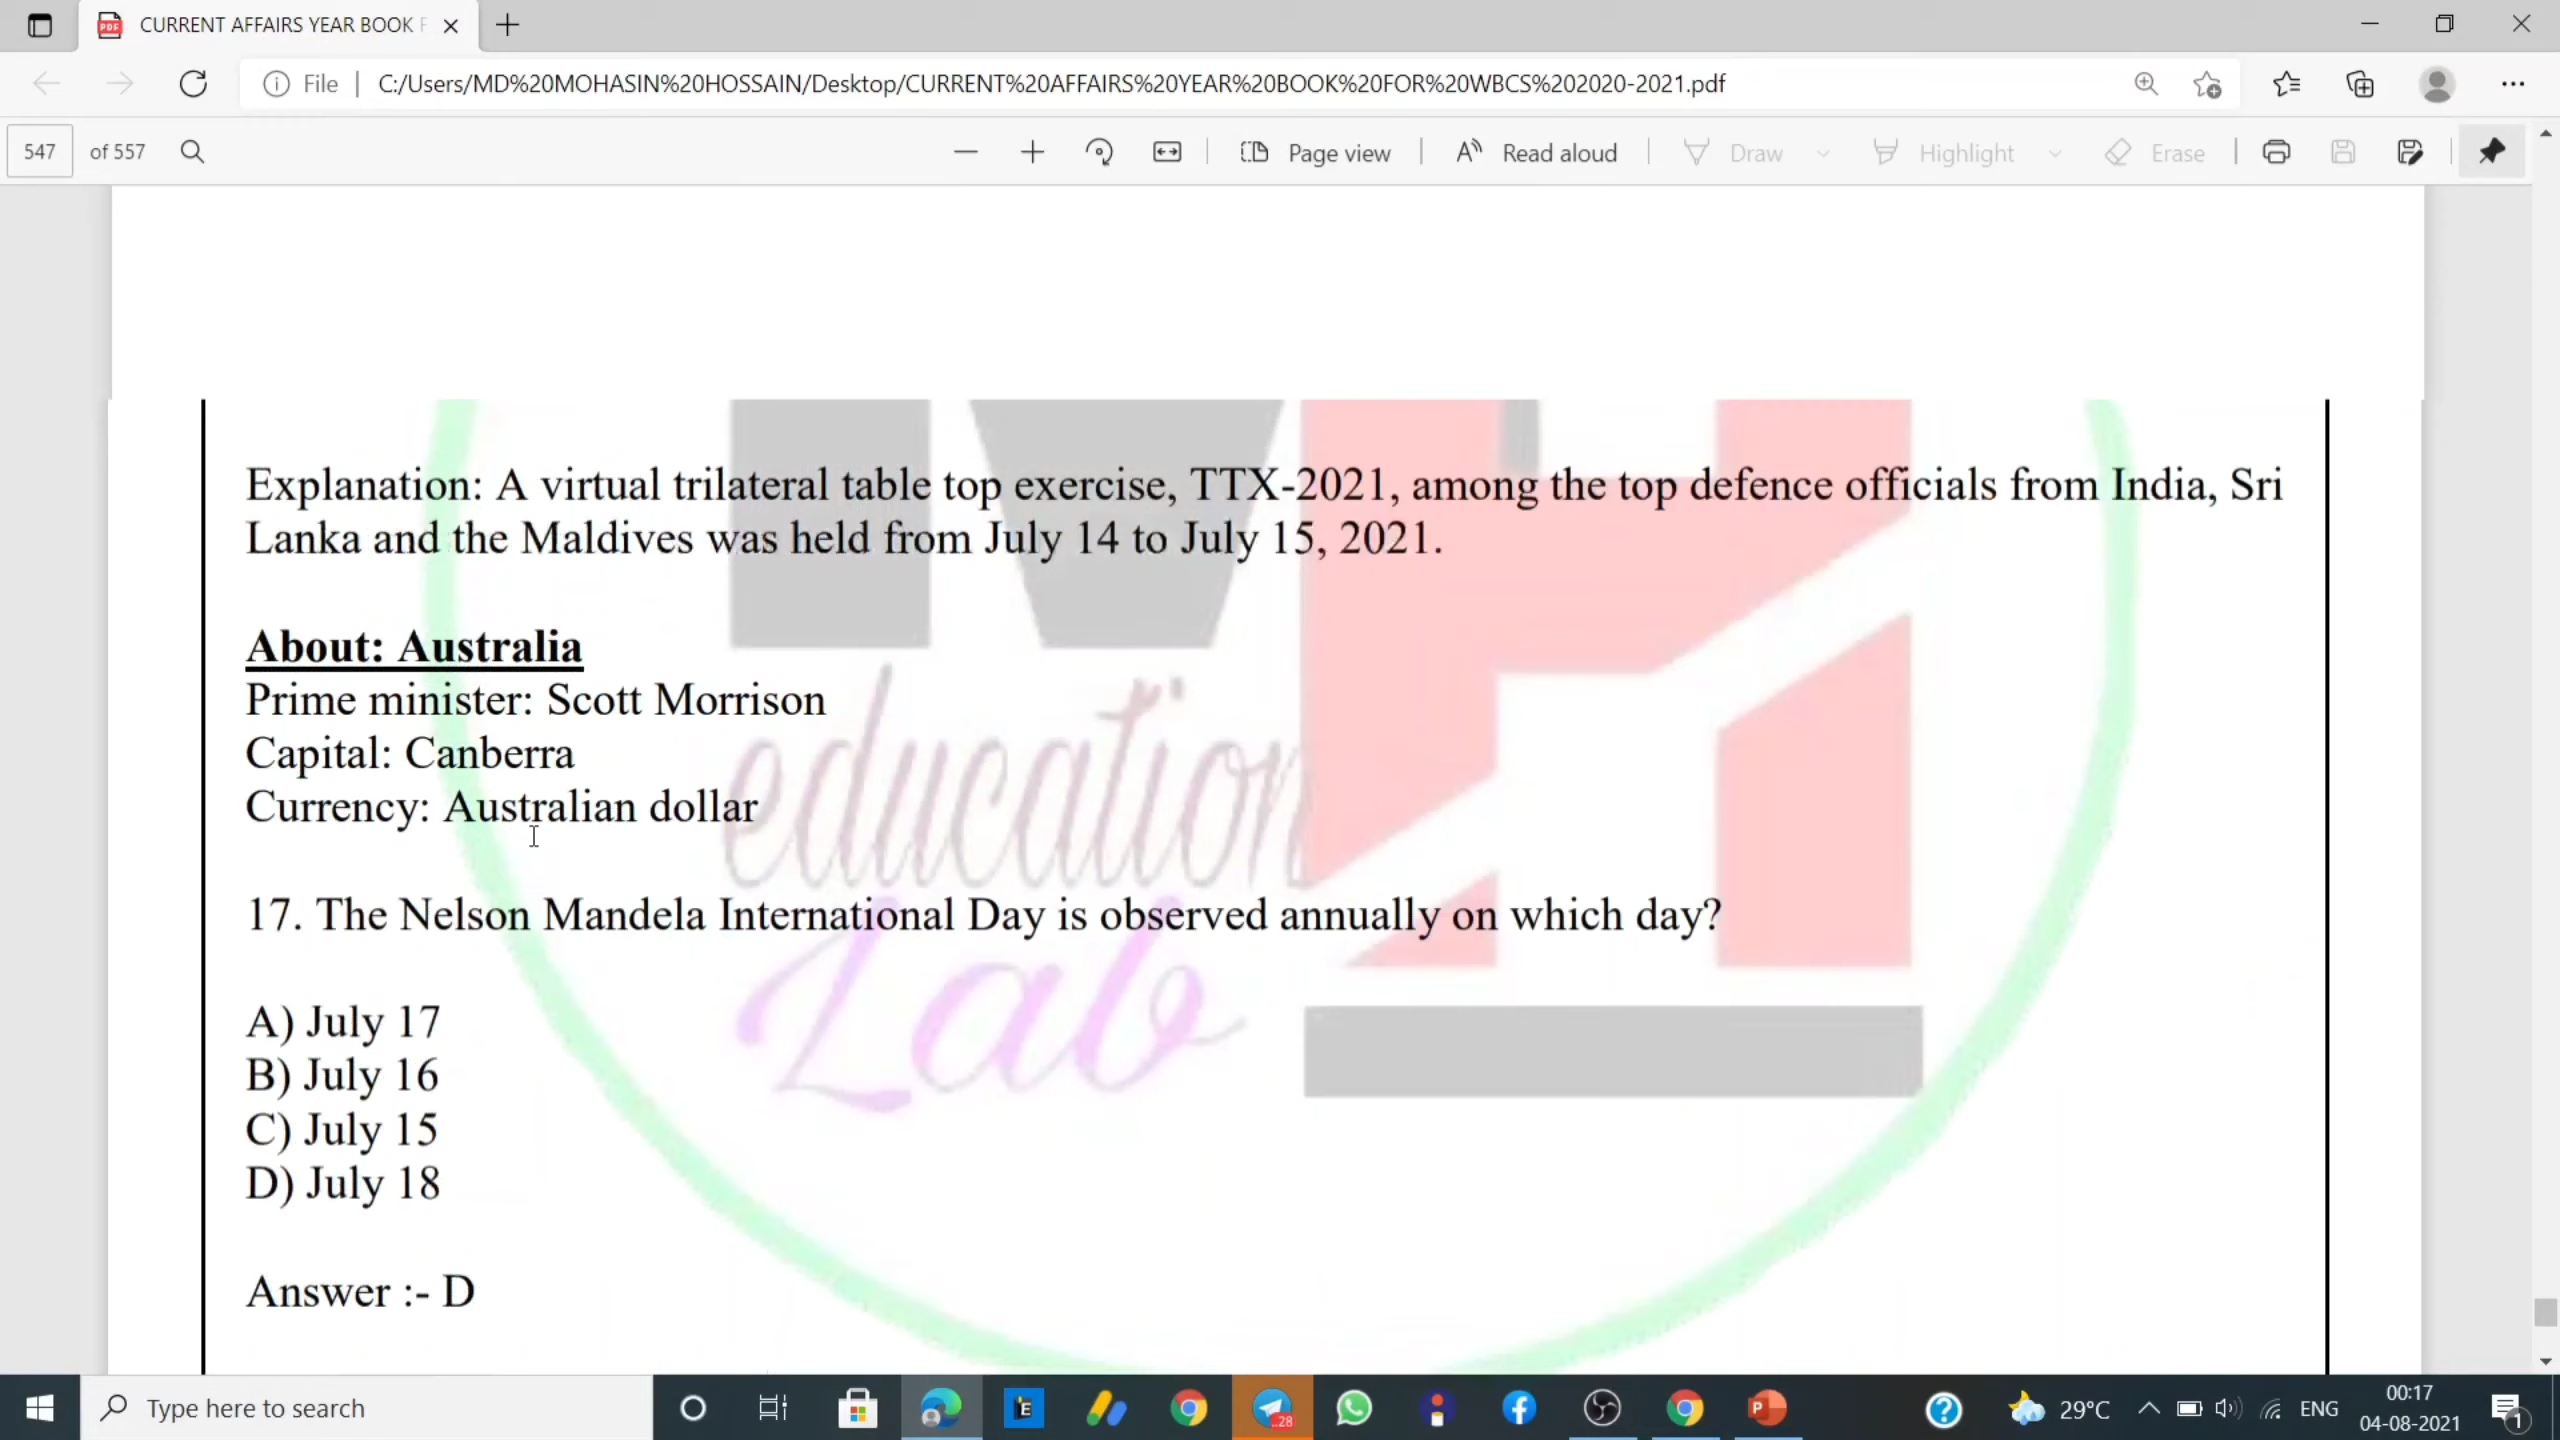 CURRENT AFFAIRS YEAR BOOK F
File
C:/Users/MD%20MOHASIN%20HOSSAIN/Desktop/CURRENT%20AFFAIRS%20YEAR%20BOOK%20FOR%20WBCS%202020-2021.pdf
547 of 557
Page view
Read aloud
Draw
Highlight
Erase
Explanation: A virtual trilateral table top exercise, TTX-2021, among the top defence officials from India, Sri
Lanka and the Maldives was held from July 14 to July 15, 2021.
About: Australia
Prime minister: Scott Morrison
Capital: Canberra
Currency: Australian dollar
education
Lab
17. The Nelson Mandela International Day is observed annually on which day?
A) July 17
B) July 16
C) July 15
D) July 18
Answer :- D
Type here to search
29°C
ENG
00:17
04-08-2021